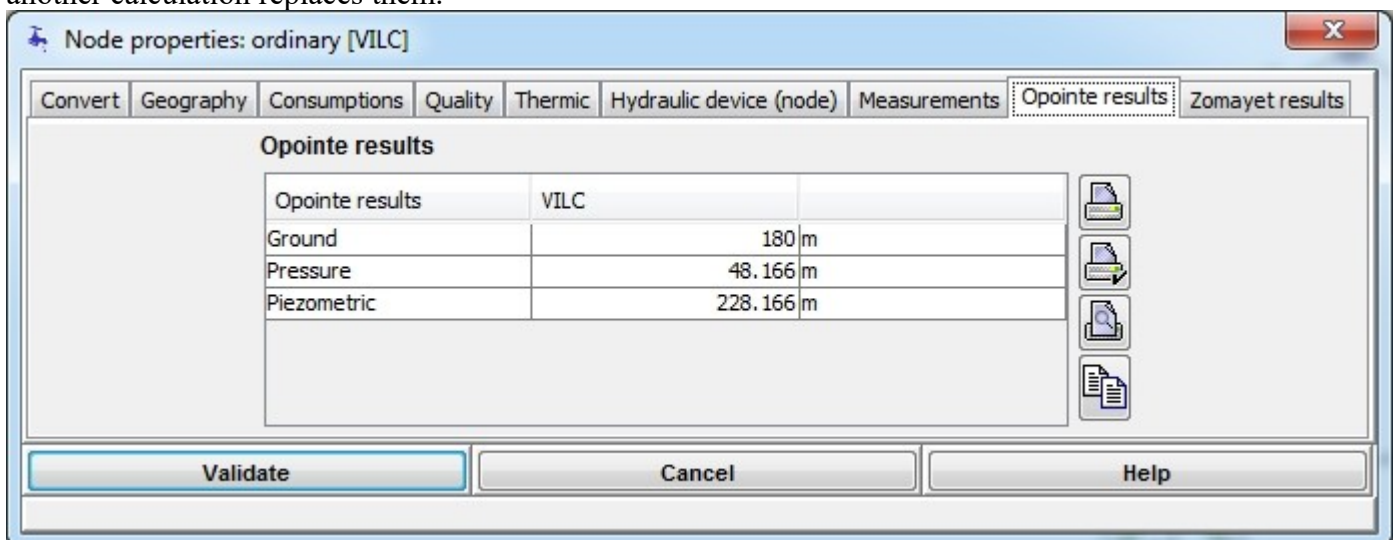 another calculation replaces them.
Node properties: ordinary [VILC]
Convert Geography Consumptions Quality Thermic Hydraulic device (node) Measurements Opointe results Zomayet results
Opointe results
Opointe results VILC
Ground 180 m
Pressure 48.166 m
Piezometric 228.166 m
Validate Cancel Help